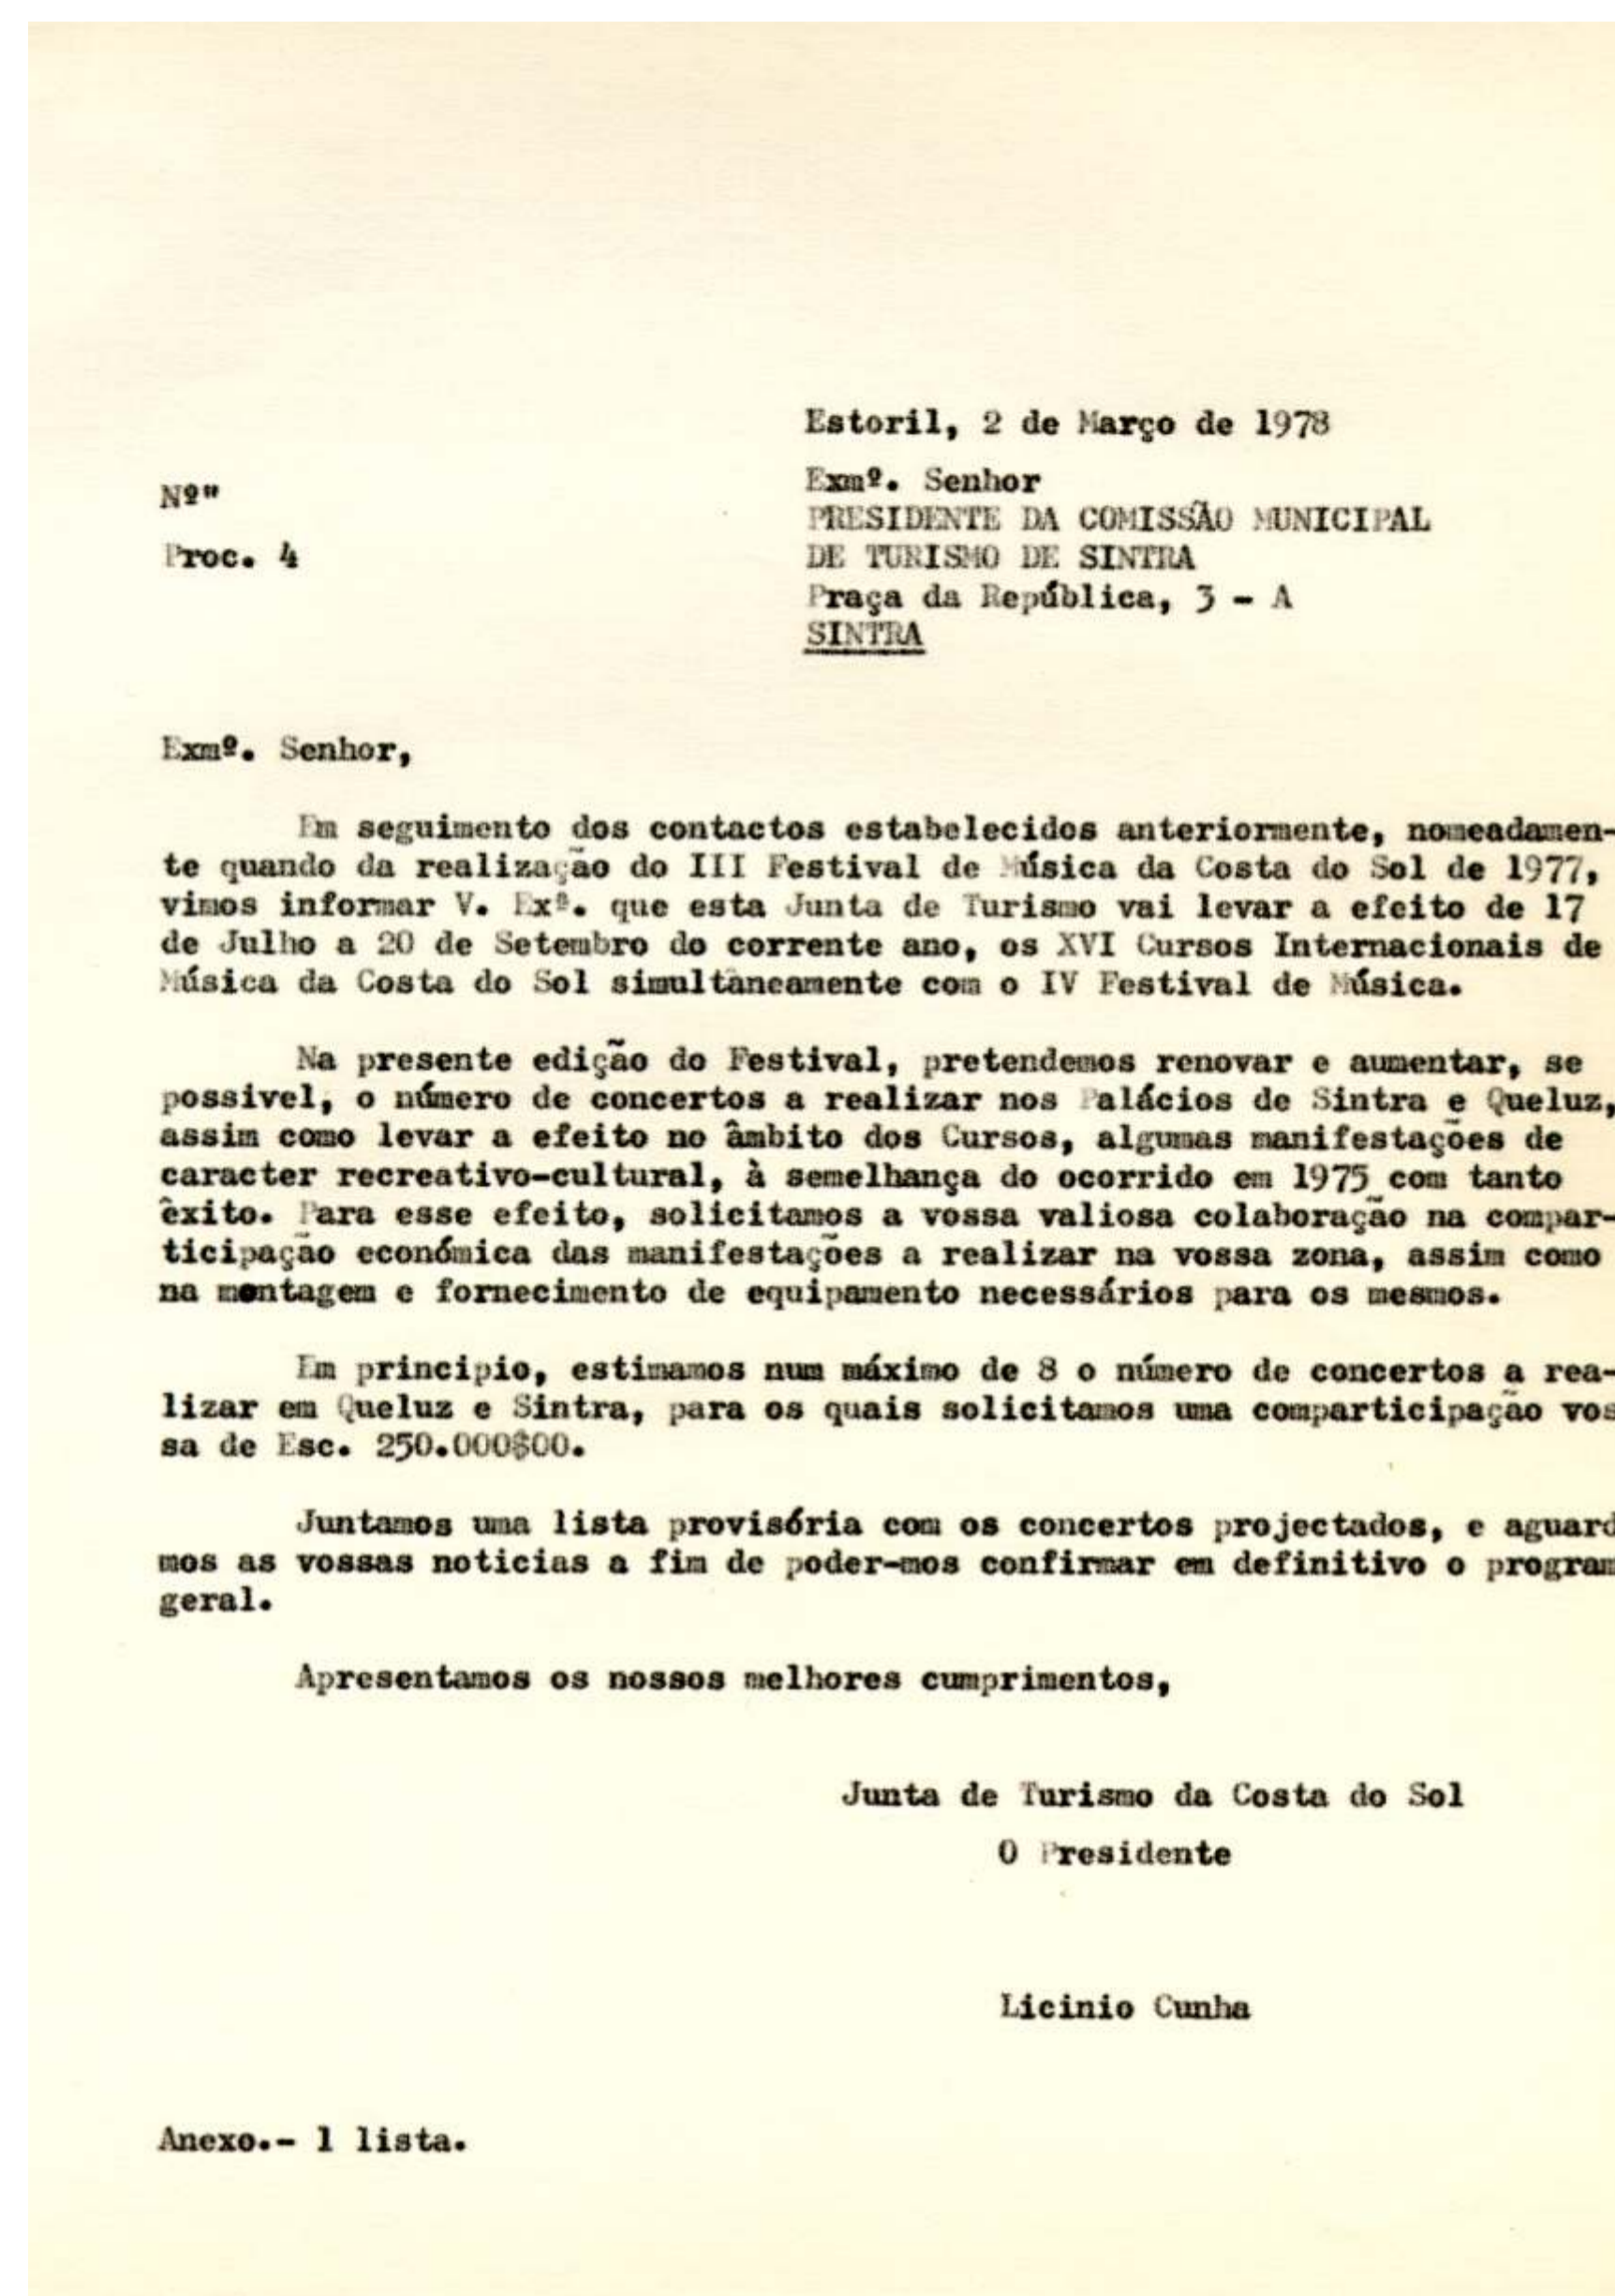 Estoril, 2 de Março de 1978
Nº"
Proc. 4
Exmº. Senhor
PRESIDENTE DA COMISSÃO MUNICIPAL
DE TURISMO DE SINTRA
Praça da República, 3 - A
SINTRA
Exmº. Senhor,
Em seguimento dos contactos estabelecidos anteriormente, nomeadamen-
te quando da realização do III Festival de Música da Costa do Sol de 1977,
vimos informar V. Exª. que esta Junta de Turismo vai levar a efeito de 17
de Julho a 20 de Setembro do corrente ano, os XVI Cursos Internacionais de
Música da Costa do Sol simultâneamente com o IV Festival de Música.
Na presente edição do Festival, pretendemos renovar e aumentar, se
possivel, o número de concertos a realizar nos Palácios de Sintra e Queluz,
assim como levar a efeito no âmbito dos Cursos, algumas manifestações de
caracter recreativo-cultural, à semelhança do ocorrido em 1975 com tanto
êxito. Para esse efeito, solicitamos a vossa valiosa colaboração na compar-
ticipação económica das manifestações a realizar na vossa zona, assim como
na montagem e fornecimento de equipamento necessários para os mesmos.
Em principio, estimamos num máximo de 8 o número de concertos a rea-
lizar em Queluz e Sintra, para os quais solicitamos uma comparticipação vos
sa de Esc. 250.000$00.
Juntamos uma lista provisória com os concertos projectados, e aguard
mos as vossas noticias a fim de poder-mos confirmar em definitivo o program
geral.
Apresentamos os nossos melhores cumprimentos,
Junta de Turismo da Costa do Sol
O Presidente
Licinio Cunha
Anexo.- 1 lista.